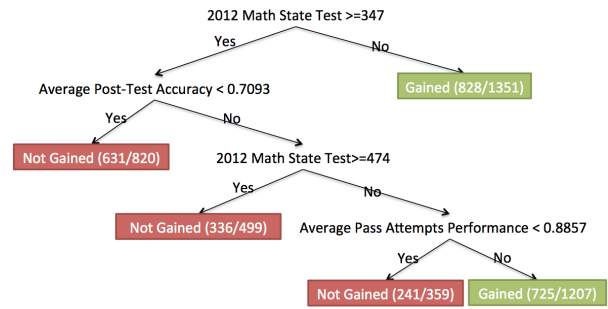 2012 Math State Test >=347
Yes
No
Average Post-Test Accuracy < 0.7093
Gained (828/1351)
Yes
No
Not Gained (631/820)
2012 Math State Test>=474
Yes
No
Not Gained (336/499)
Average Pass Attempts Performance < 0.8857
Yes
No
Not Gained (241/359)
Gained (725/1207)